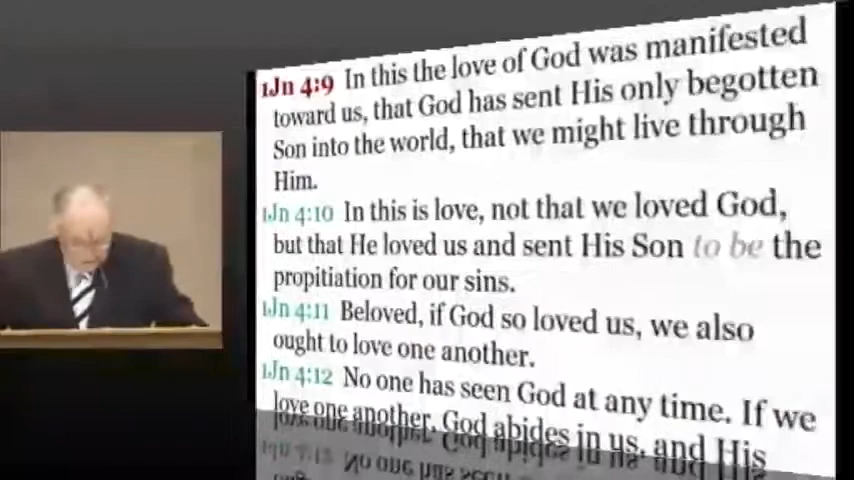 1Jn 4:9 In this the love of God was manifested
toward us, that God has sent His only begotten
Son into the world, that we might live through
Him.
1Jn 4:10 In this is love, not that we loved God,
but that He loved us and sent His Son to be the
propitiation for our sins.
1Jn 4:11 Beloved, if God so loved us, we also
ought to love one another.
1Jn 4:12 No one has seen God at any time. If we
love one another, God abides in us, and His